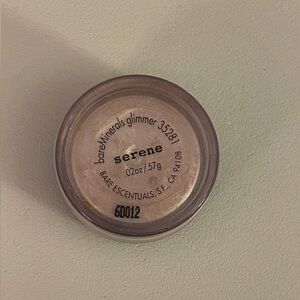 bareMinerals glimmer 35281
serene
.02oz/.57g
BARE ESCENTUALS, S.F., CA 94108
6D012